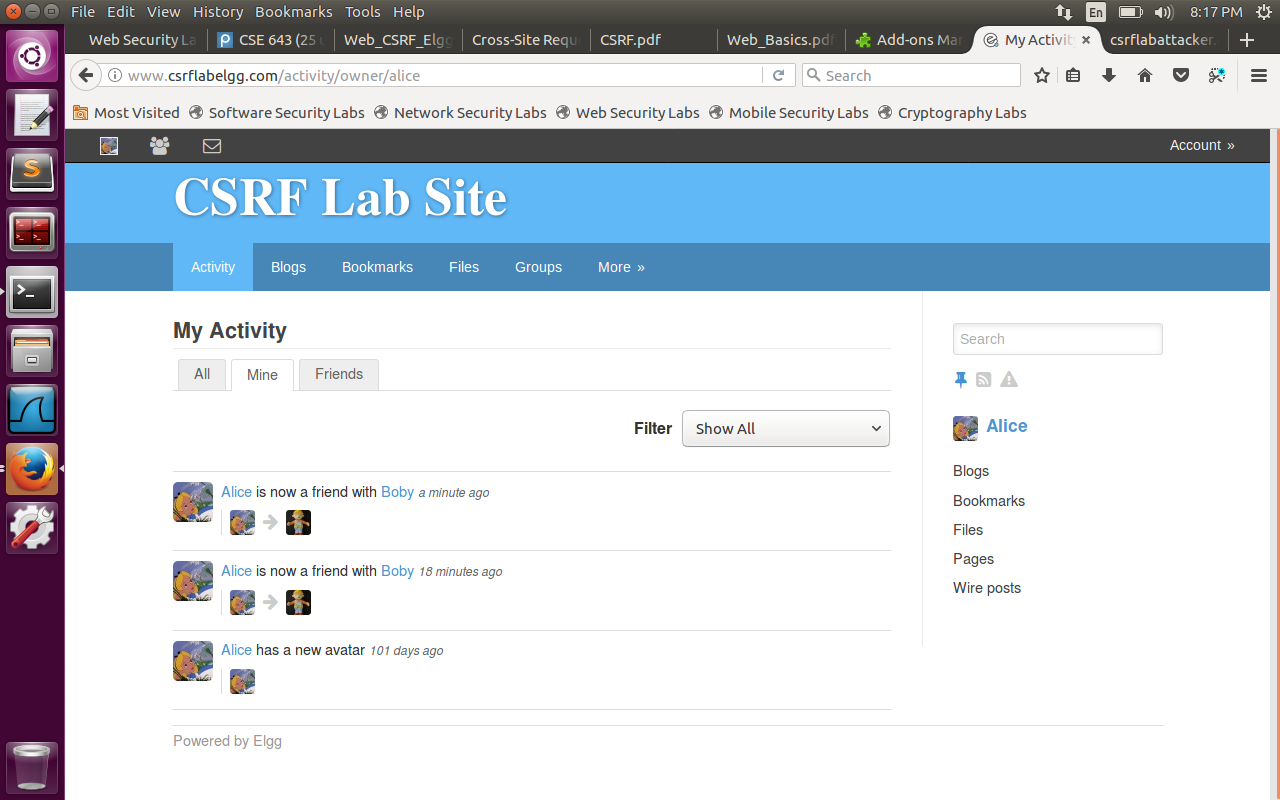 File Edit View History Bookmarks Tools Help En 8:17 PM
Web Security La CSE 643 (25 Web_CSRF_Elgg Cross-Site Requ CSRF.pdf Web_Basics.pdf Add-ons Mar My Activity × csrflabattacker. +
www.csrflabelgg.com/activity/owner/alice Search
Most Visited Software Security Labs Network Security Labs Web Security Labs Mobile Security Labs Cryptography Labs
Account »
CSRF Lab Site
Activity Blogs Bookmarks Files Groups More »
My Activity
All Mine Friends
Filter Show All
Alice is now a friend with Boby a minute ago
Alice is now a friend with Boby 18 minutes ago
Alice has a new avatar 101 days ago
Search
Alice
Blogs
Bookmarks
Files
Pages
Wire posts
Powered by Elgg